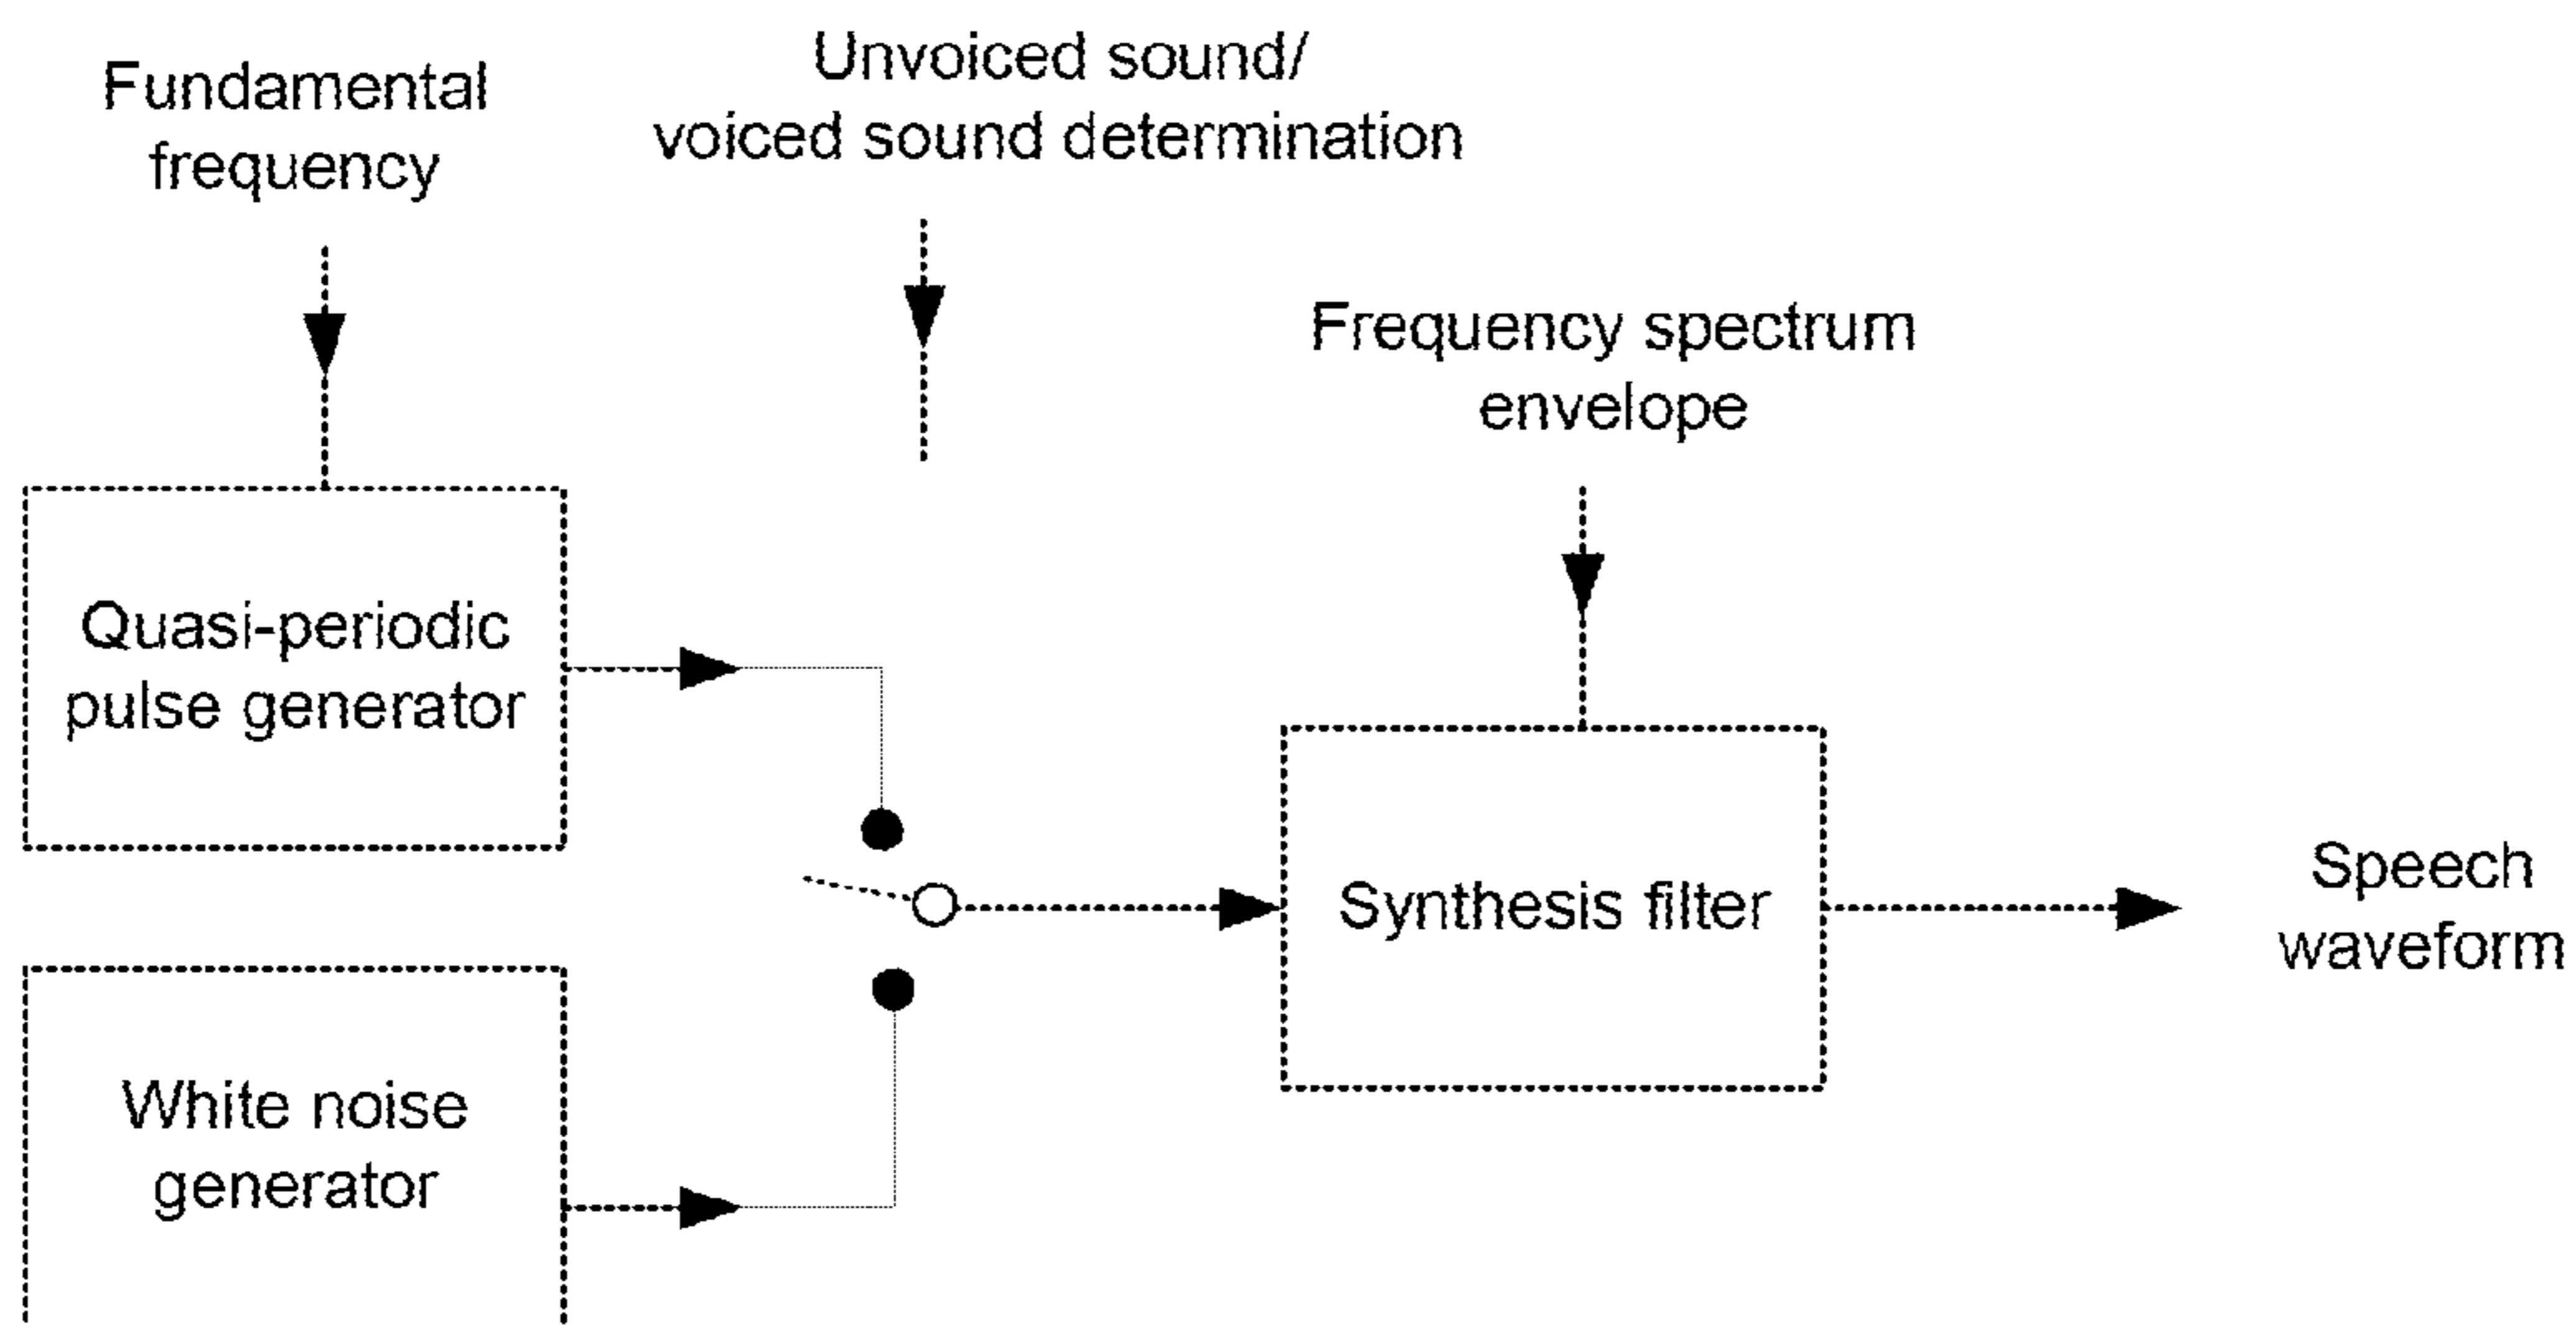 Fundamental
frequency
Unvoiced sound/
voiced sound determination
Frequency spectrum
envelope
Quasi-periodic
pulse generator
Synthesis filter
Speech
waveform
White noise
generator